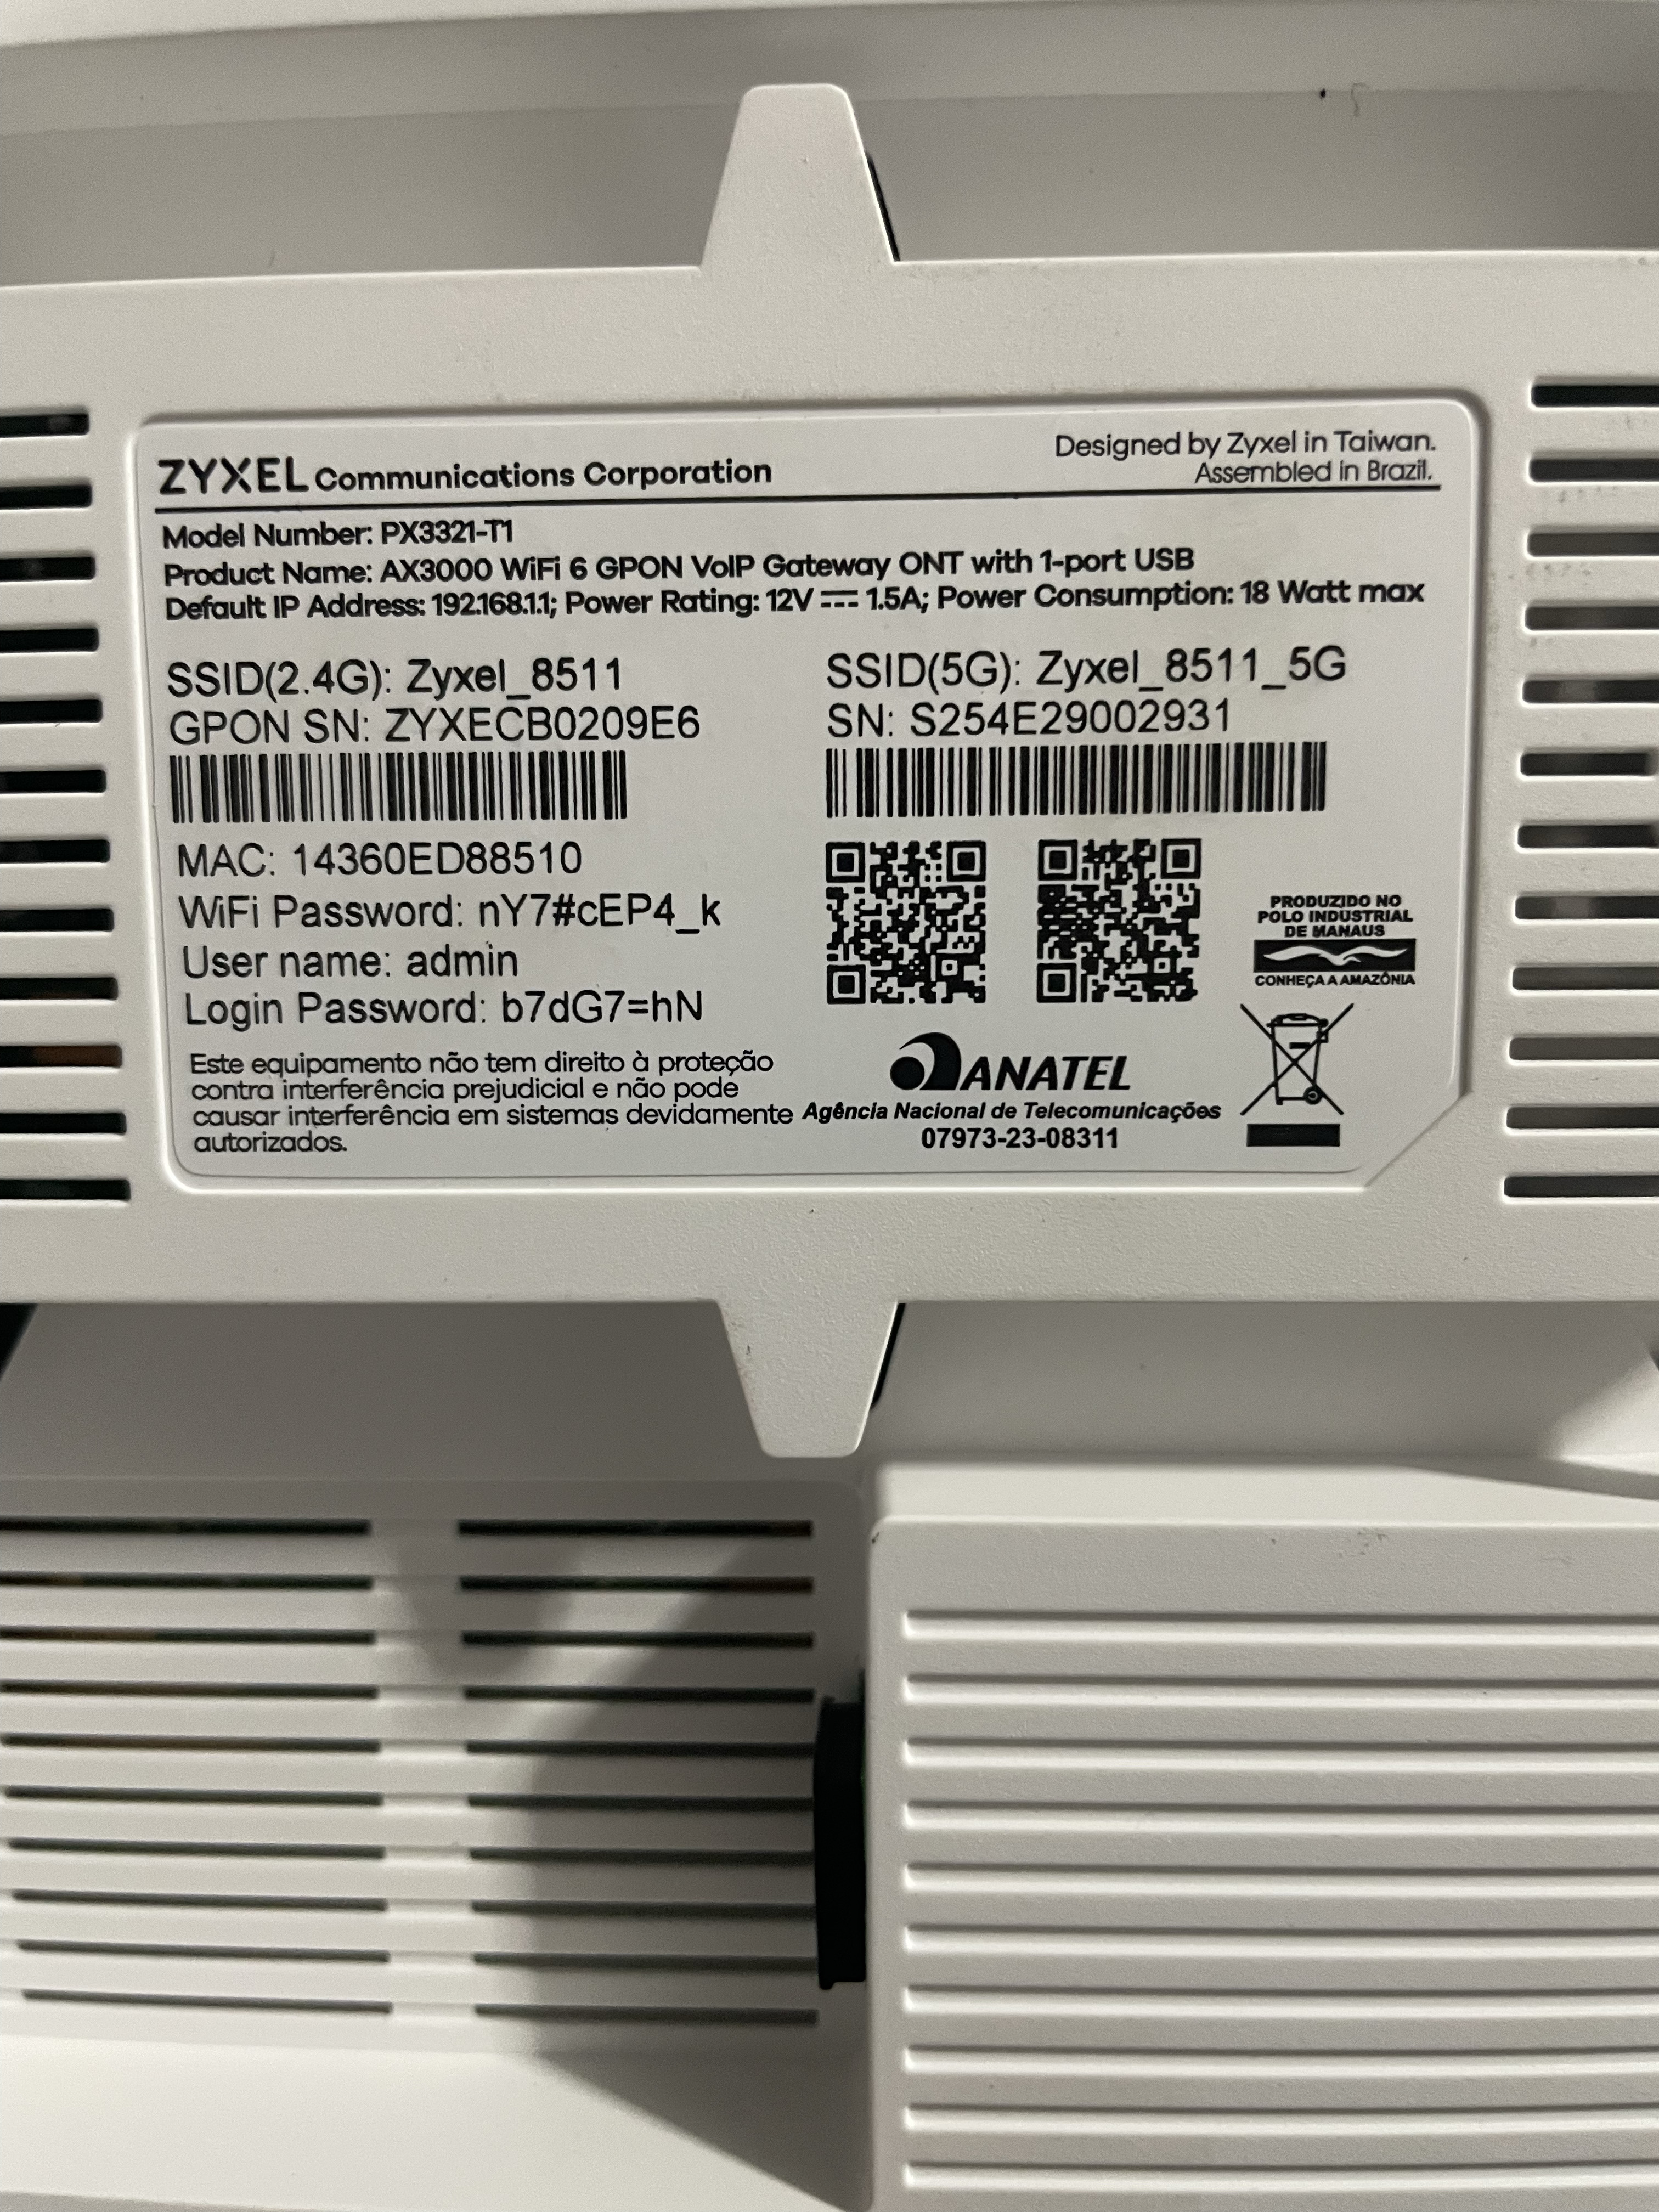 ZYXEL Communications Corporation
Designed by Zyxel in Taiwan.
Assembled in Brazil.
Model Number: PX3321-T1
Product Name: AX3000 WiFi 6 GPON VoIP Gateway ONT with 1-port USB
Default IP Address: 192.168.1.1; Power Rating: 12V ⎓ 1.5A; Power Consumption: 18 Watt max
SSID(2.4G): Zyxel_8511
SSID(5G): Zyxel_8511_5G
GPON SN: ZYXECB0209E6
SN: S254E29002931
MAC: 14360ED88510
WiFi Password: nY7#cEP4_k
User name: admin
Login Password: b7dG7=hN
PRODUZIDO NO
POLO INDUSTRIAL
DE MANAUS
CONHEÇA A AMAZÔNIA
Este equipamento não tem direito à proteção
contra interferência prejudicial e não pode
causar interferência em sistemas devidamente
autorizados.
ANATEL
Agência Nacional de Telecomunicações
07973-23-08311